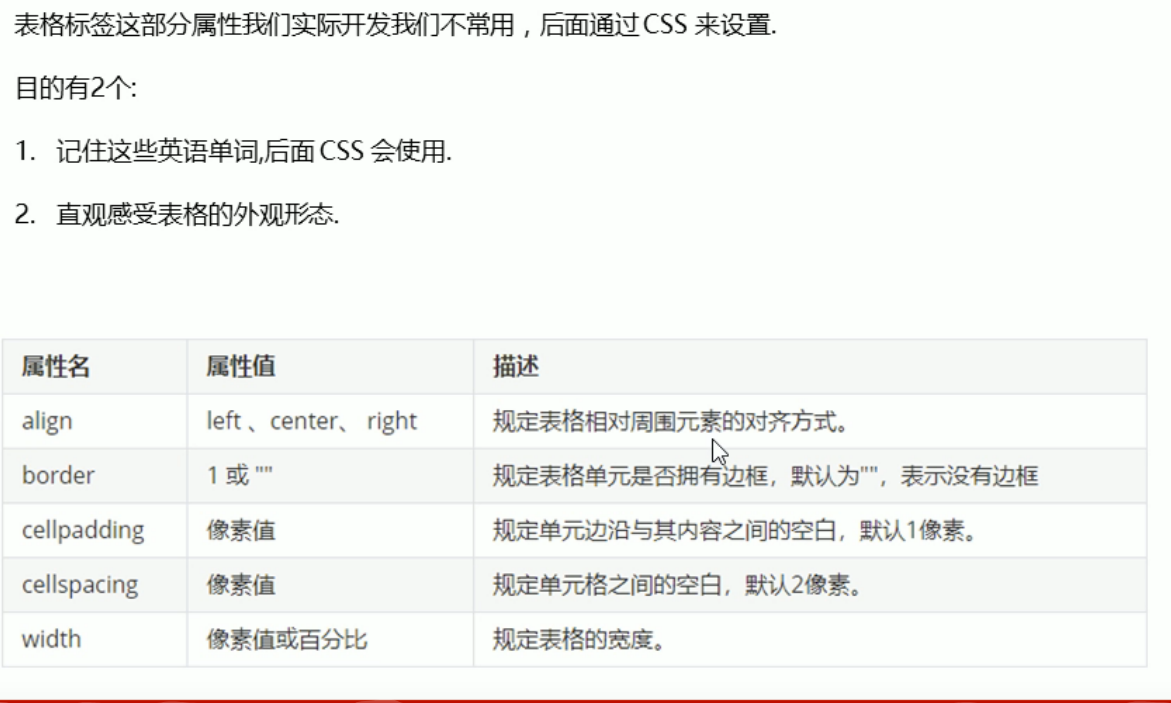 表格标签这部分属性我们实际开发我们不常用，后面通过CSS 来设置.
目的有2个:
1. 记住这些英语单词,后面 CSS 会使用.
2. 直观感受表格的外观形态.
属性名 属性值 描述
align left 、center、 right 规定表格相对周围元素的对齐方式。
border 1 或 "" 规定表格单元是否拥有边框，默认为""，表示没有边框
cellpadding 像素值 规定单元边沿与其内容之间的空白，默认1像素。
cellspacing 像素值 规定单元格之间的空白，默认2像素。
width 像素值或百分比 规定表格的宽度。